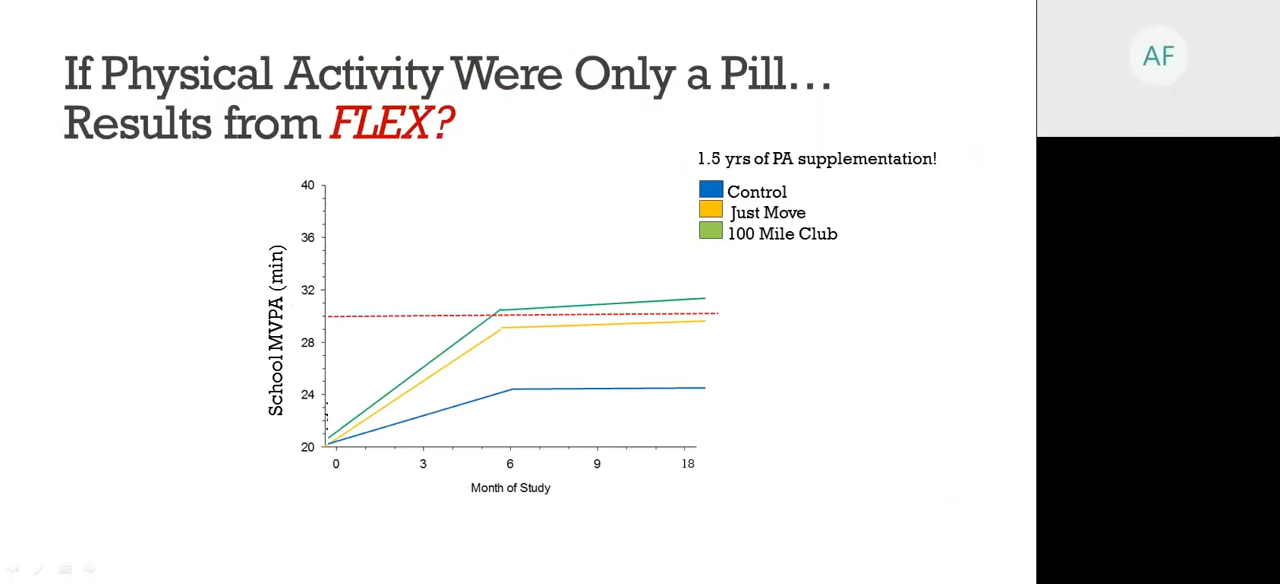 If Physical Activity Were Only a Pill…
Results from FLEX?
AF
1.5 yrs of PA supplementation!
Control
Just Move
100 Mile Club
School MVPA (min)
40
36
32
28
24
20
0 3 6 9 18
Month of Study